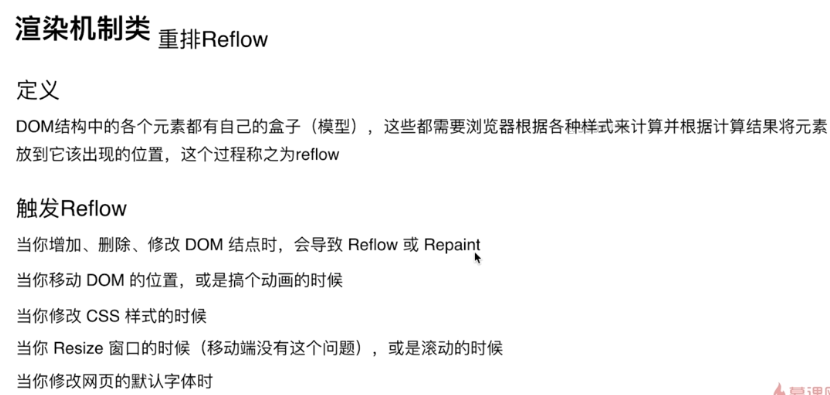 渲染机制类 重排Reflow
定义
DOM结构中的各个元素都有自己的盒子（模型），这些都需要浏览器根据各种样式来计算并根据计算结果将元素
放到它该出现的位置，这个过程称之为reflow
触发Reflow
当你增加、删除、修改 DOM 结点时，会导致 Reflow 或 Repaint
当你移动 DOM 的位置，或是搞个动画的时候
当你修改 CSS 样式的时候
当你 Resize 窗口的时候（移动端没有这个问题），或是滚动的时候
当你修改网页的默认字体时